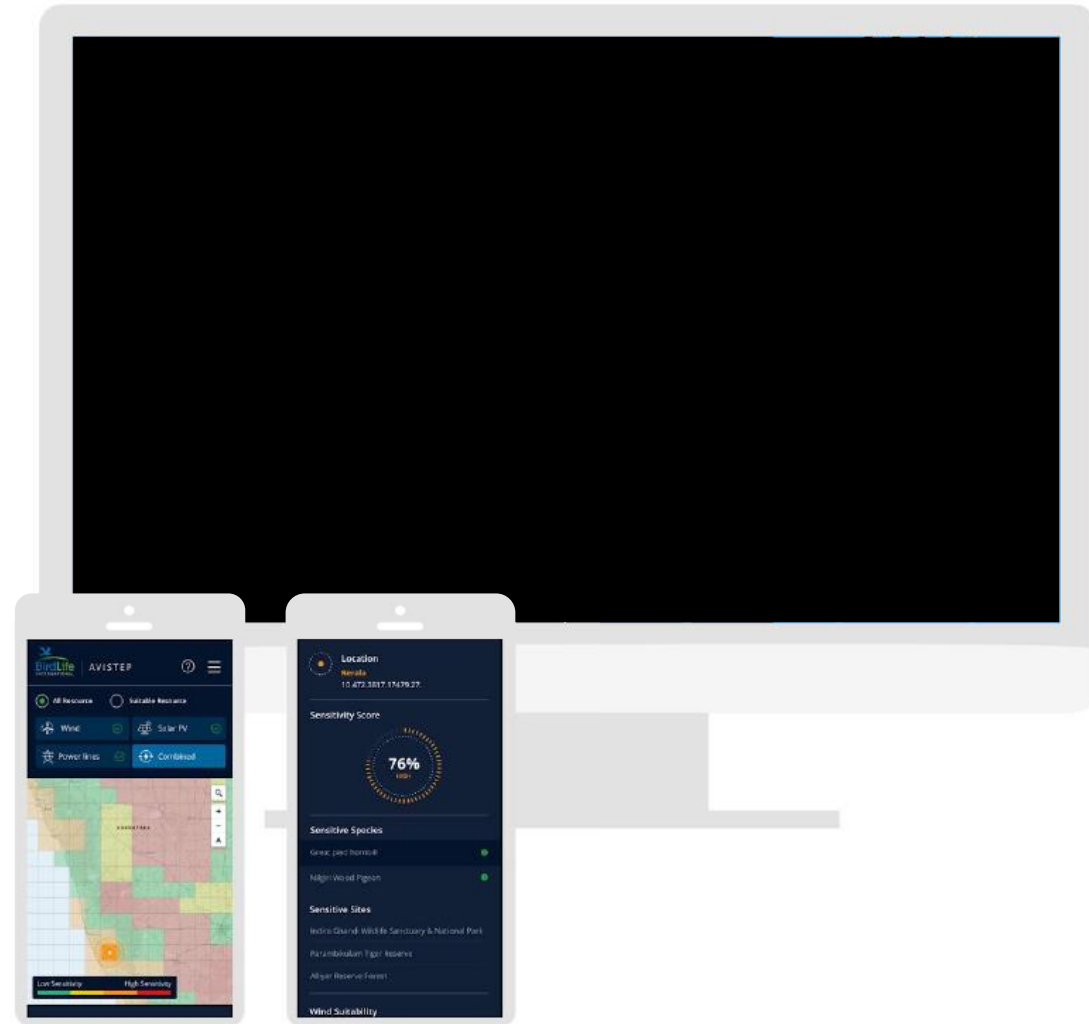 BirdLife
INTERNATIONAL
AVISTEP
All Resource
Suitable Resource
Wind
Solar PV
Power lines
Combined
Low Sensitivity
High Sensitivity
Location
Kerala
Sensitivity Score
76%
HIGH
Sensitive Species
Great pied hornbill
Nilgiri Wood Pigeon
Sensitive Sites
Indira Ghandi Wildlife Sanctuary & National Park
Parambikulam Tiger Reserve
Aliyar Reserve Forest
Wind Suitability